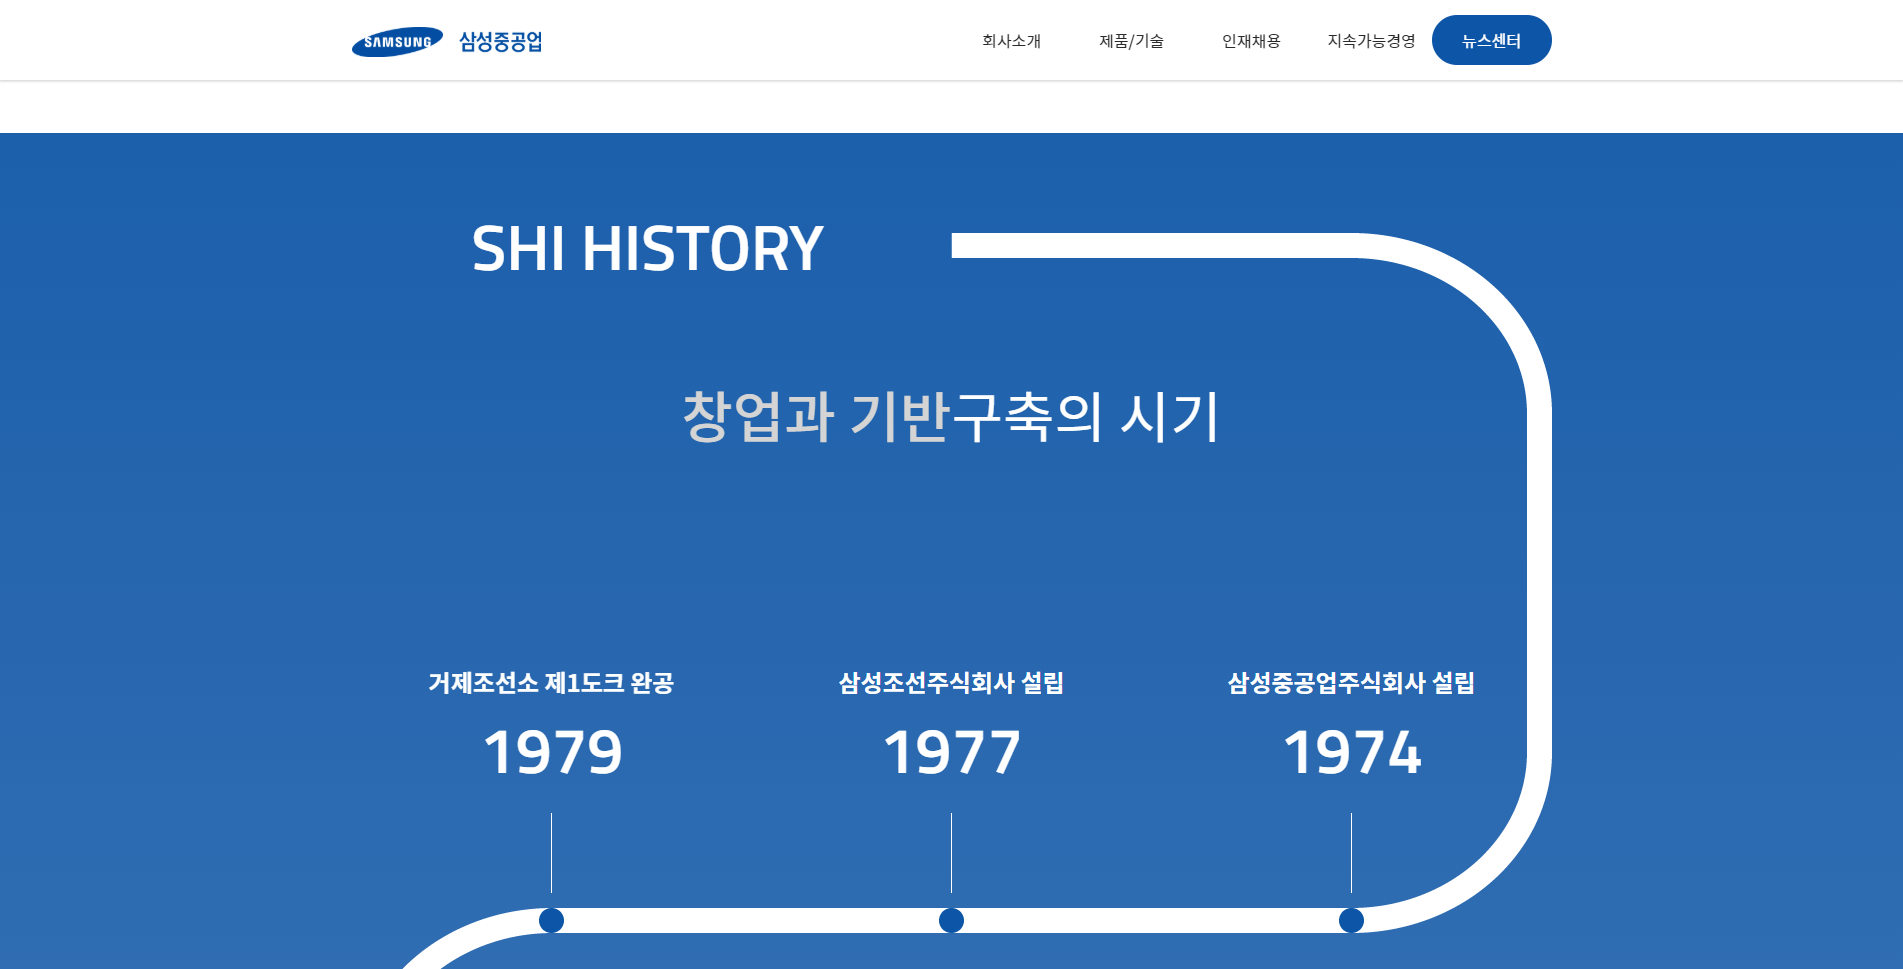 SAMSUNG 삼성중공업
회사소개 제품/기술 인재채용 지속가능경영 뉴스센터
SHI HISTORY
창업과 기반구축의 시기
거제조선소 제1도크 완공 삼성조선주식회사 설립 삼성중공업주식회사 설립
1979 1977 1974